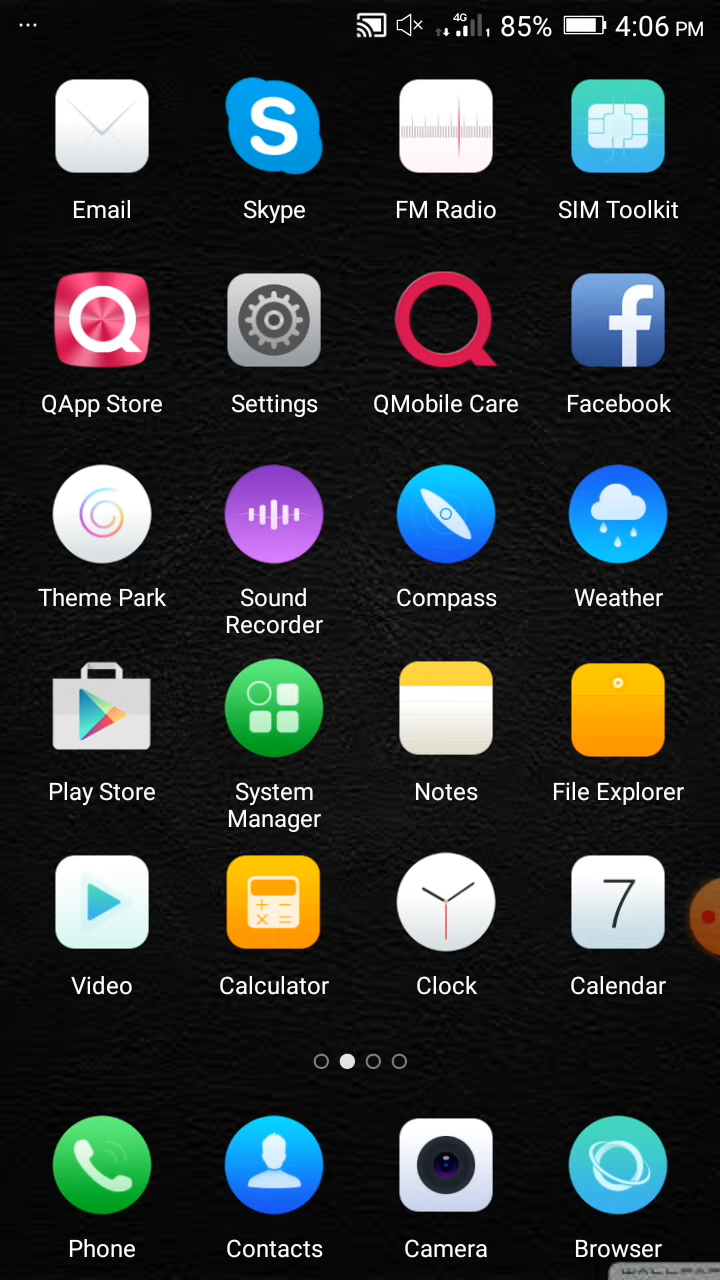 ... 4G 1 85% 4:06 PM
S
Email Skype FM Radio SIM Toolkit
Q f
QApp Store Settings QMobile Care Facebook
Theme Park Sound Recorder Compass Weather
Play Store System Manager Notes File Explorer
7
Video Calculator Clock Calendar
Phone Contacts Camera Browser